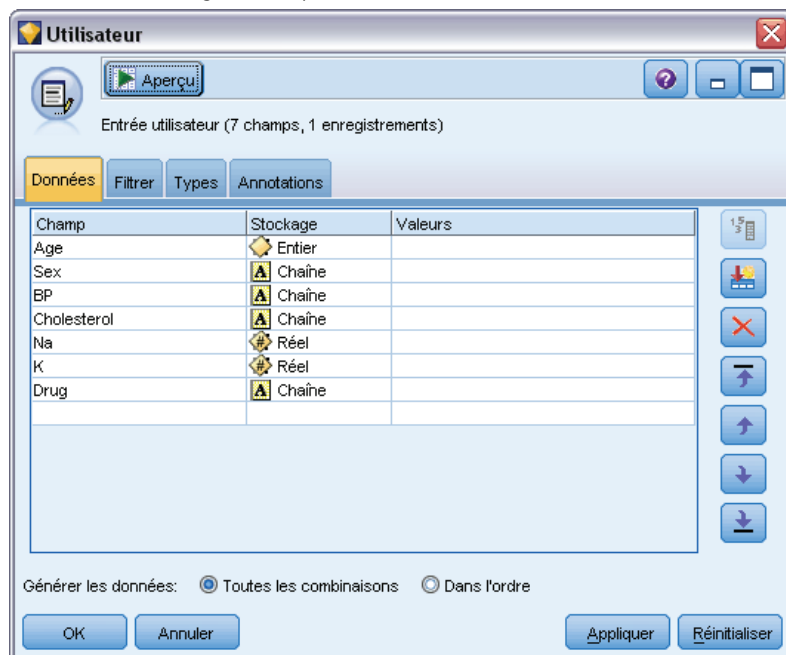 Utilisateur
Aperçu
Entrée utilisateur (7 champs, 1 enregistrements)
Données Filtrer Types Annotations
Champ Stockage Valeurs
Age Entier
Sex A Chaîne
BP A Chaîne
Cholesterol A Chaîne
Na # Réel
K # Réel
Drug A Chaîne
Générer les données: Toutes les combinaisons Dans l'ordre
OK Annuler Appliquer Réinitialiser